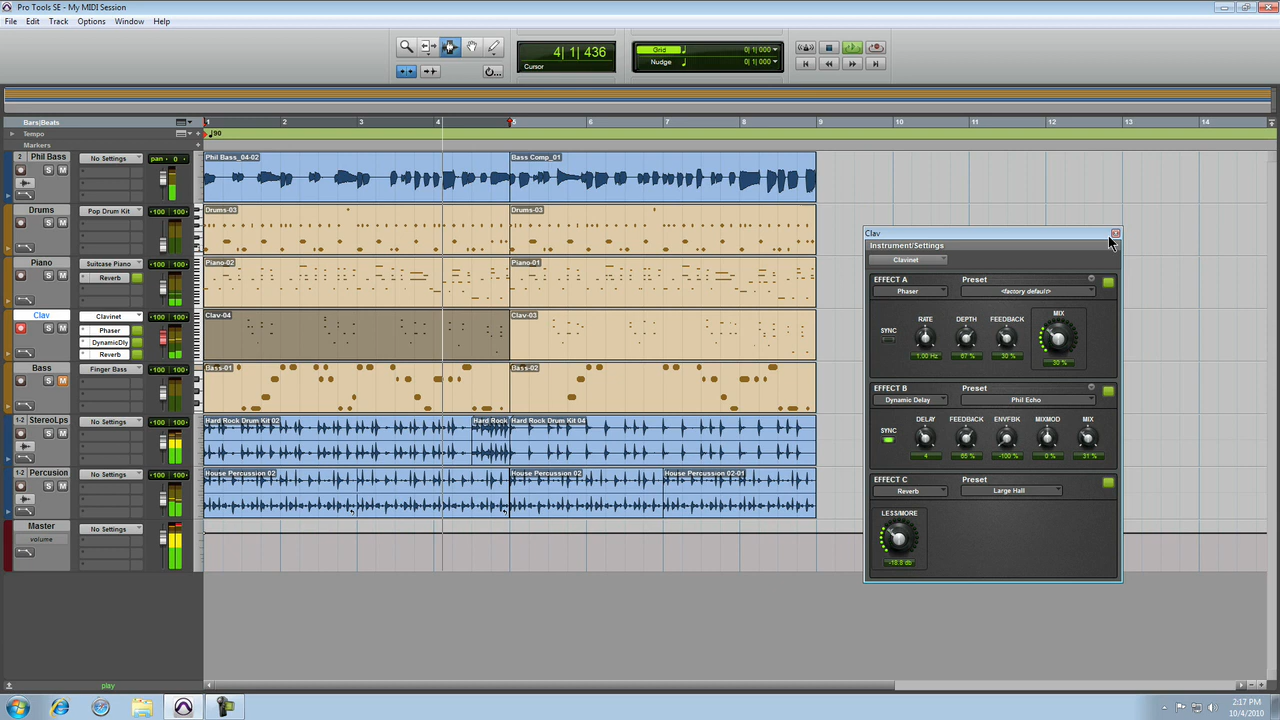 Pro Tools SE - My MIDI Session
File Edit Track Options Window Help
4| 1| 436
Cursor
Grid 0| 1| 000
Nudge 0| 1| 000
Bars|Beats 1 2 3 4 5 6 7 8 9 10 11 12 13 14
Tempo 90
Markers
2 Phil Bass No Settings pan 0 Phil Bass_04-02 Bass Comp_01
S M
Drums Pop Drum Kit 100 100 Drums-03 Drums-03
S M
Piano Suitcase Piano 100 100 Piano-02 Piano-01
S M Reverb
Clav Clavinet 100 100 Clav-04 Clav-03
S M Phaser
DynamicDly
Reverb
Bass Finger Bass 100 100 Bass-01 Bass-02
S M
1-2 StereoLps No Settings 100 100 Hard Rock Drum Kit 02 Hard Rock Hard Rock Drum Kit 04
S M
1-2 Percusion No Settings 100 100 House Percussion 02 House Percussion 02 House Percussion 02-01
S M
Master No Settings
volume
Clav
Instrument/Settings
Clavinet
EFFECT A Preset
Phaser <factory default>
RATE DEPTH FEEDBACK MIX
SYNC
1.00 Hz 67 % 30 % 30 %
EFFECT B Preset
Dynamic Delay Phil Echo
DELAY FEEDBACK ENVFBK MIXMOD MIX
SYNC
4 -100 % 0 % 31 %
EFFECT C Preset
Reverb Large Hall
LESS/MORE
-18.8 db
play
2:17 PM
10/4/2010